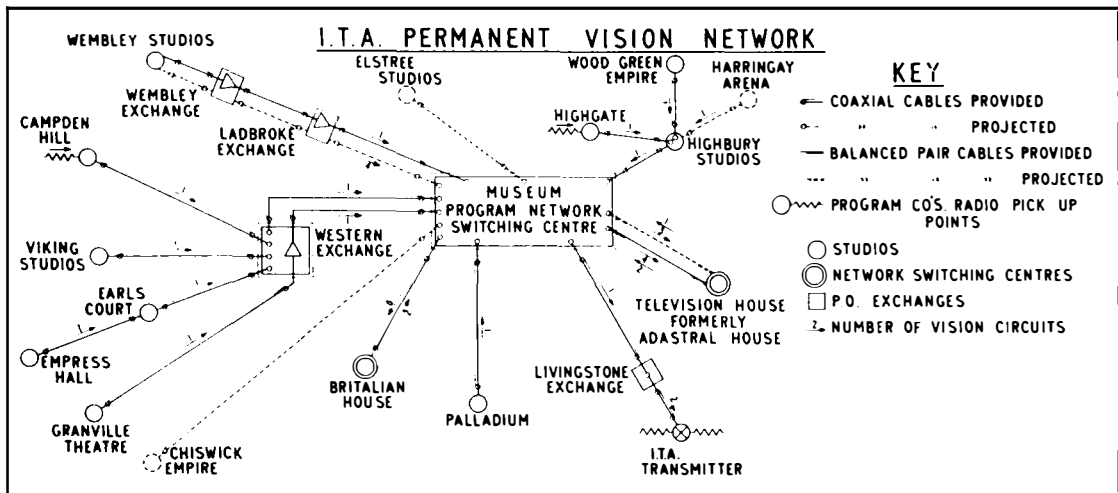 I.T.A. PERMANENT VISION NETWORK
WEMBLEY STUDIOS
WEMBLEY
EXCHANGE
LADBROKE
EXCHANGE
ELSTREE
STUDIOS
WOOD GREEN
EMPIRE
HARRINGAY
ARENA
HIGHGATE
HIGHBURY
STUDIOS
CAMPDEN
HILL
VIKING
STUDIOS
EARLS
COURT
EMPRESS
HALL
GRANVILLE
THEATRE
CHISWICK
EMPIRE
WESTERN
EXCHANGE
MUSEUM
PROGRAM NETWORK
SWITCHING CENTRE
BRITALIAN
HOUSE
PALLADIUM
LIVINGSTONE
EXCHANGE
I.T.A.
TRANSMITTER
TELEVISION HOUSE
FORMERLY
ADASTRAL HOUSE
KEY
COAXIAL CABLES PROVIDED
" " PROJECTED
BALANCED PAIR CABLES PROVIDED
" " " PROJECTED
PROGRAM CO'S. RADIO PICK UP
POINTS
STUDIOS
NETWORK SWITCHING CENTRES
P.O. EXCHANGES
2 NUMBER OF VISION CIRCUITS